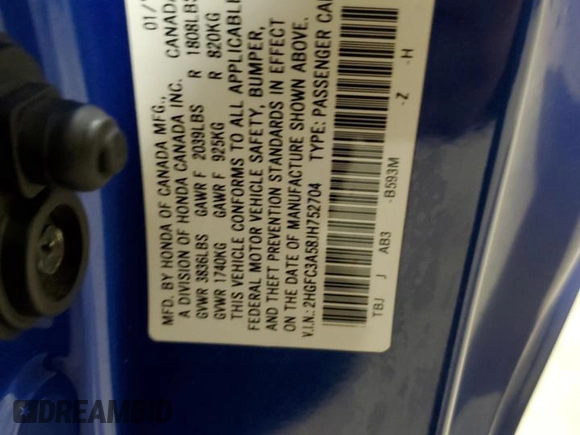 MFD. BY HONDA OF CANADA MFG.,
CANADA
01/
A DIVISION OF HONDA CANADA INC.
GVWR 3836LBS GAWR F 2039LBS R 1808LBS
GVWR 1740KG GAWR F 925KG R 820KG
THIS VEHICLE CONFORMS TO ALL APPLICABLE
FEDERAL MOTOR VEHICLE SAFETY, BUMPER,
AND THEFT PREVENTION STANDARDS IN EFFECT
ON THE DATE OF MANUFACTURE SHOWN ABOVE.
V.I.N.: 2HGFC3A58JH752704 TYPE: PASSENGER CA
TBJ J AB3 -B593M -Z -H
DREAMBID